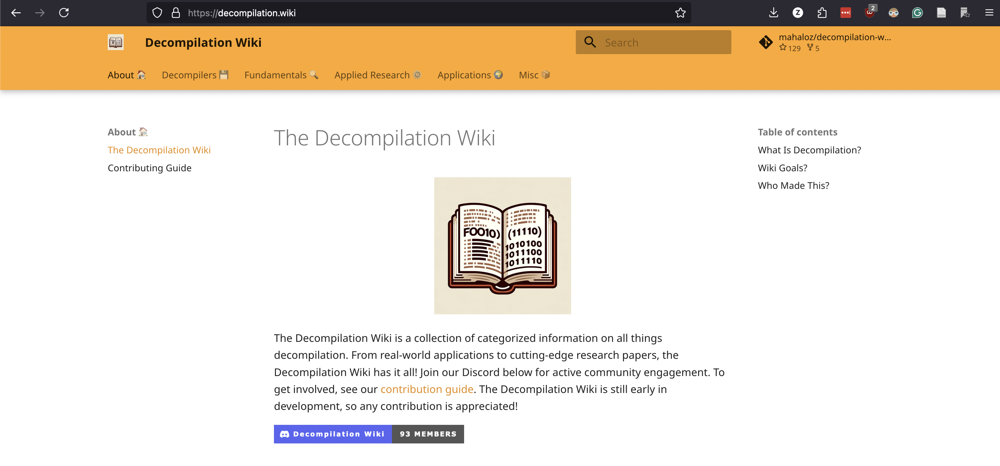 https://decompilation.wiki
2
Decompilation Wiki
Search
mahaloz/decompilation-w...
129 5
About Decompilers Fundamentals Applied Research Applications Misc
About
The Decompilation Wiki
Contributing Guide
The Decompilation Wiki
FOO10) (11110)
1010100
1011100
1011110
The Decompilation Wiki is a collection of categorized information on all things
decompilation. From real-world applications to cutting-edge research papers, the
Decompilation Wiki has it all! Join our Discord below for active community engagement. To
get involved, see our contribution guide. The Decompilation Wiki is still early in
development, so any contribution is appreciated!
Decompilation Wiki 93 MEMBERS
Table of contents
What Is Decompilation?
Wiki Goals?
Who Made This?